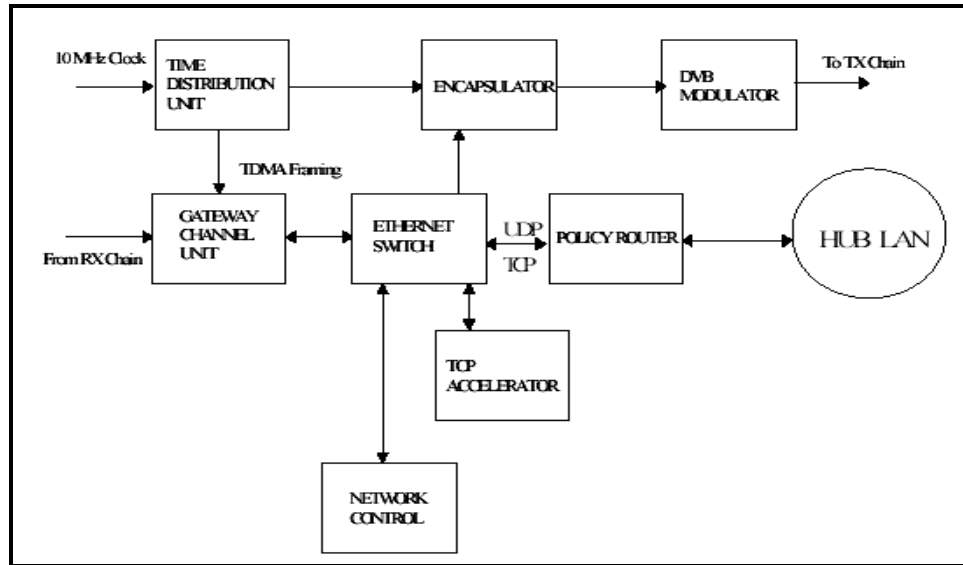 10 MHz Clock
TIME
DISTRIBUTION
UNIT
ENCAPSULATOR
DVB
MODULATOR
To TX Chain
TDMA Framing
GATEWAY
CHANNEL
UNIT
From RX Chain
ETHERNET
SWITCH
UDP
TCP
POLICY ROUTER
HUB LAN
TCP
ACCELERATOR
NETWORK
CONTROL